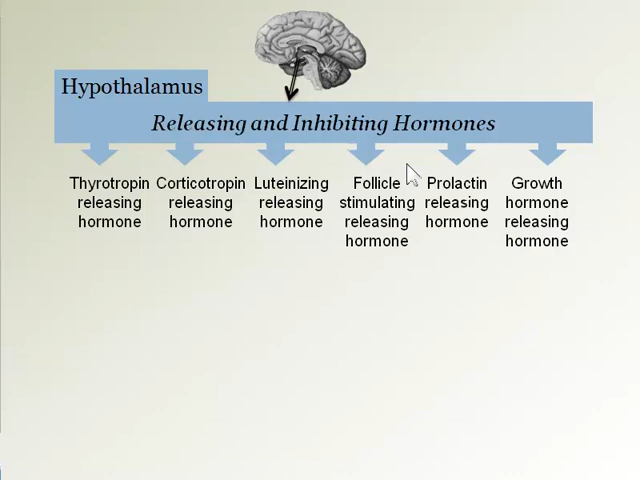 Hypothalamus
Releasing and Inhibiting Hormones
Thyrotropin
releasing
hormone
Corticotropin
releasing
hormone
Luteinizing
releasing
hormone
Follicle
stimulating
releasing
hormone
Prolactin
releasing
hormone
Growth
hormone
releasing
hormone